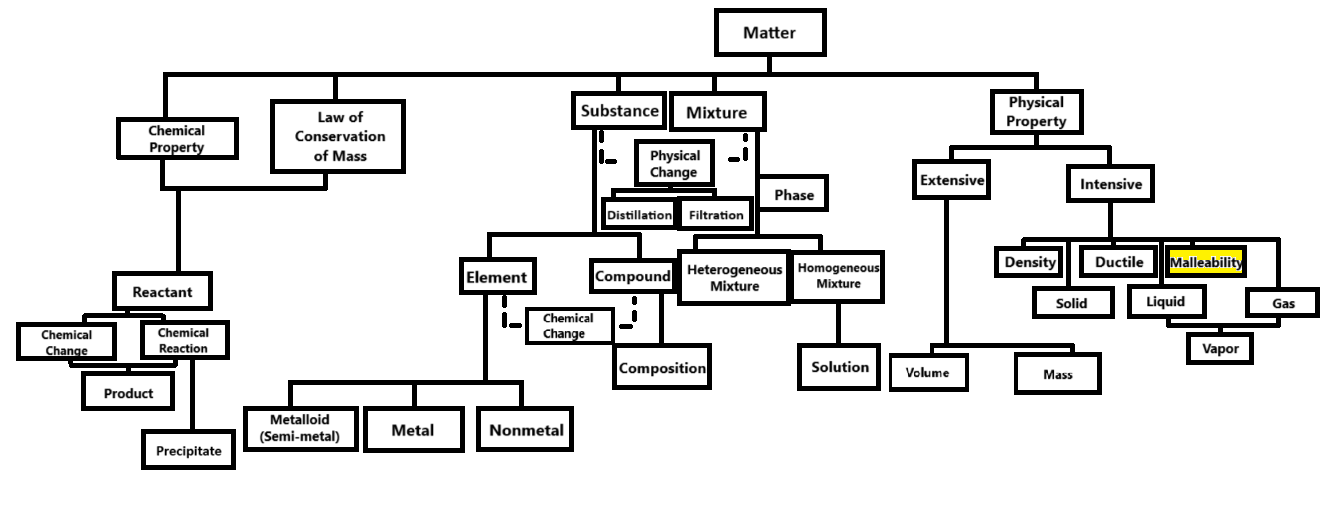 Matter
Substance
Mixture
Physical
Property
Law of
Conservation
of Mass
Chemical
Property
Physical
Change
Phase
Extensive
Intensive
Distillation
Filtration
Element
Compound
Heterogeneous
Mixture
Homogeneous
Mixture
Density
Ductile
Malleability
Reactant
Solid
Liquid
Gas
Chemical
Change
Chemical
Reaction
Chemical
Change
Vapor
Composition
Solution
Volume
Mass
Product
Metalloid
(Semi-metal)
Metal
Nonmetal
Precipitate